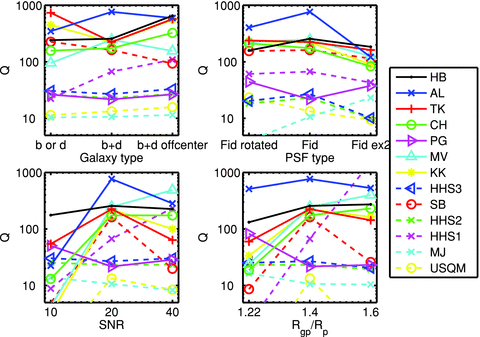 1000
100
10
Q
b or d
b+d
b+d offcenter
Galaxy type
1000
100
10
Q
Fid rotated
Fid
Fid ex2
PSF type
1000
100
10
Q
10
20
40
SNR
1000
100
10
Q
1.22
1.4
1.6
Rgp/Rp
HB
AL
TK
CH
PG
MV
KK
HHS3
SB
HHS2
HHS1
MJ
USQM